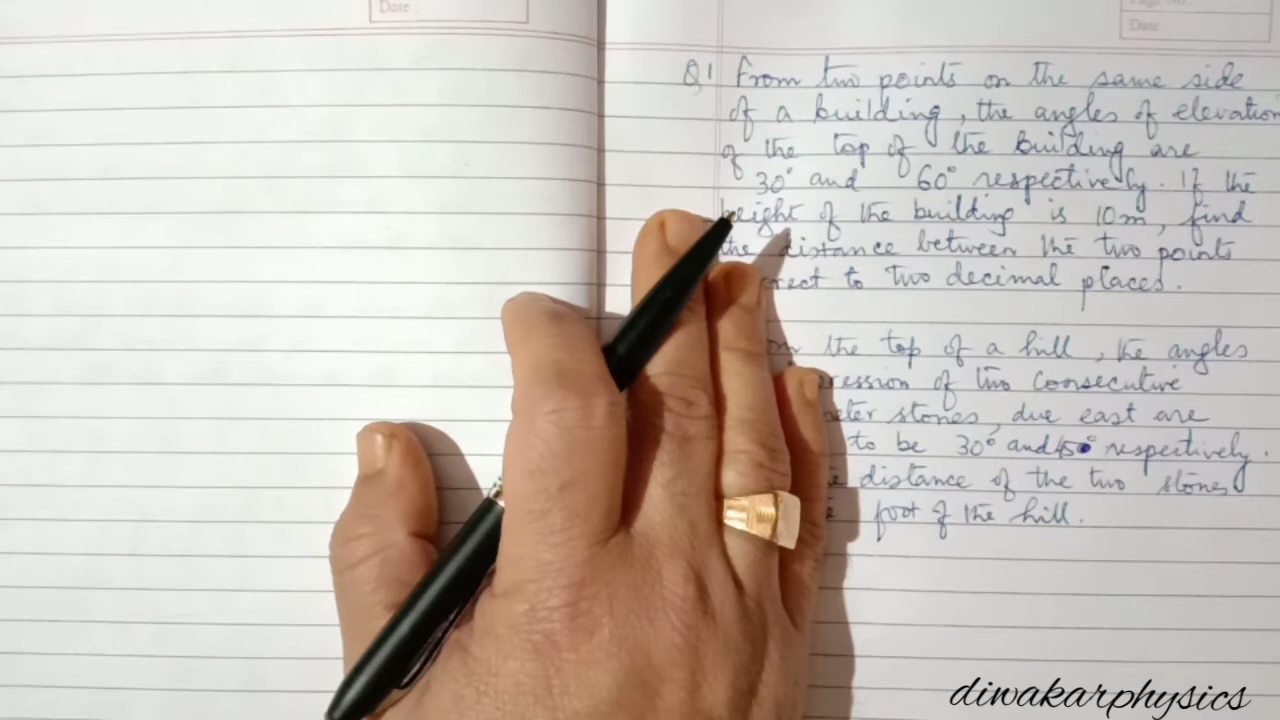 Date
Date
Q1 From two points on the same side
of a building, the angles of elevation
of the top of the building are
30° and 60° respectively. If the
height of the building is 10m, find
the distance between the two points
rect to two decimal places.
the top of a hill, the angles
ression of two consecutive
eter stones, due east are
to be 30° and 45° respectively.
distance of the two stones
foot of the hill.
diwakarphysics